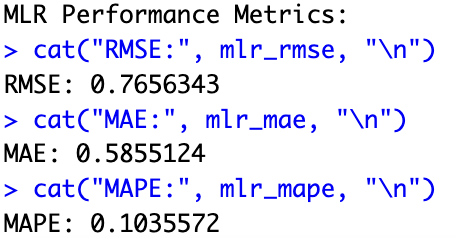 MLR Performance Metrics:
> cat("RMSE:", mlr_rmse, "\n")
RMSE: 0.7656343
> cat("MAE:", mlr_mae, "\n")
MAE: 0.5855124
> cat("MAPE:", mlr_mape, "\n")
MAPE: 0.1035572